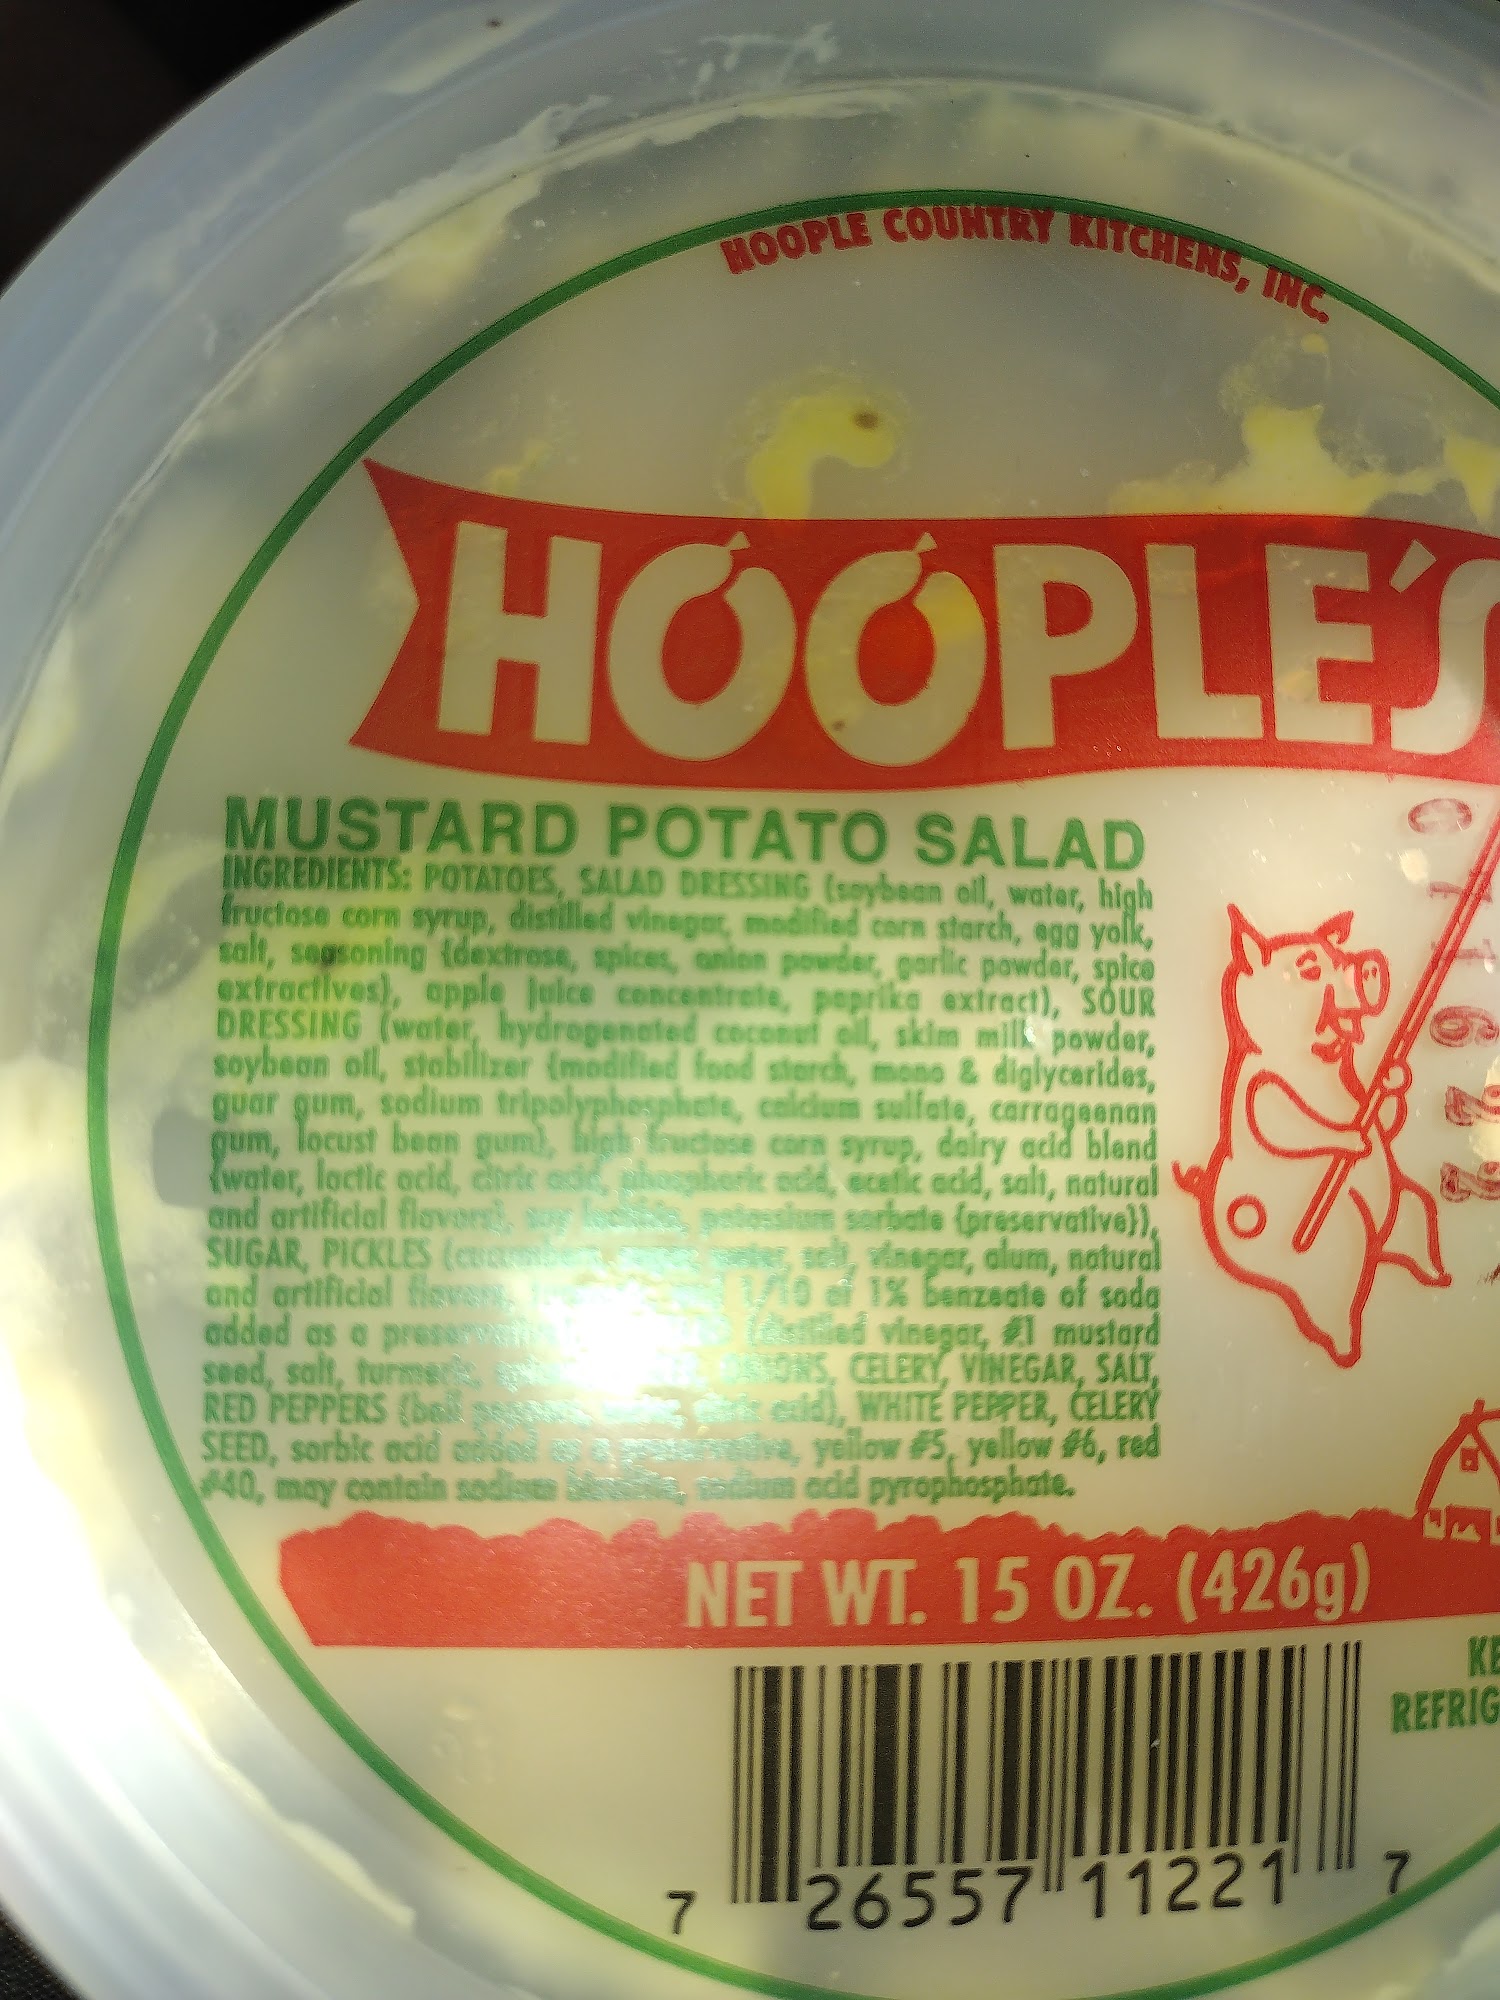 HOOPLE COUNTRY KITCHENS, INC.
HOOPLE'S
MUSTARD POTATO SALAD
INGREDIENTS: POTATOES, SALAD DRESSING (soybean oil, water, high
fructose corn syrup, distilled vinegar, modified corn starch, egg yolk,
salt, seasoning {dextrose, spices, onion powder, garlic powder, spice
extractives}, apple juice concentrate, paprika extract), SOUR
DRESSING (water, hydrogenated coconut oil, skim milk powder,
soybean oil, stabilizer {modified food starch, mono & diglycerides,
guar gum, sodium tripolyphosphate, calcium sulfate, carrageenan
gum, locust bean gum}, high fructose corn syrup, dairy acid blend
{water, lactic acid, citric acid, phosphoric acid, acetic acid, salt, natural
and artificial flavors}, soy lecithin, potassium sorbate {preservative}),
SUGAR, PICKLES (water, salt, vinegar, alum, natural
and artificial 1/10 of 1% benzoate of soda
added as a (distilled vinegar, #1 mustard
seed, salt, CELERY, VINEGAR, SALT,
RED PEPPERS (bell acid), WHITE PEPPER, CELERY
SEED, sorbic acid added as a preservative, yellow #5, yellow #6, red
#40, may contain sodium sodium acid pyrophosphate.
NET WT. 15 OZ. (426g)
KE
REFRIG
7 26557 11221 7